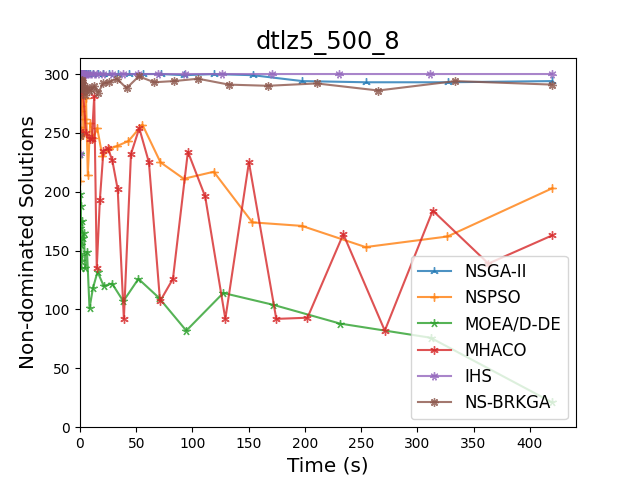 dtlz5_500_8
Non-dominated Solutions
300
250
200
150
100
50
0
0 50 100 150 200 250 300 350 400
Time (s)
NSGA-II
NSPSO
MOEA/D-DE
MHACO
IHS
NS-BRKGA